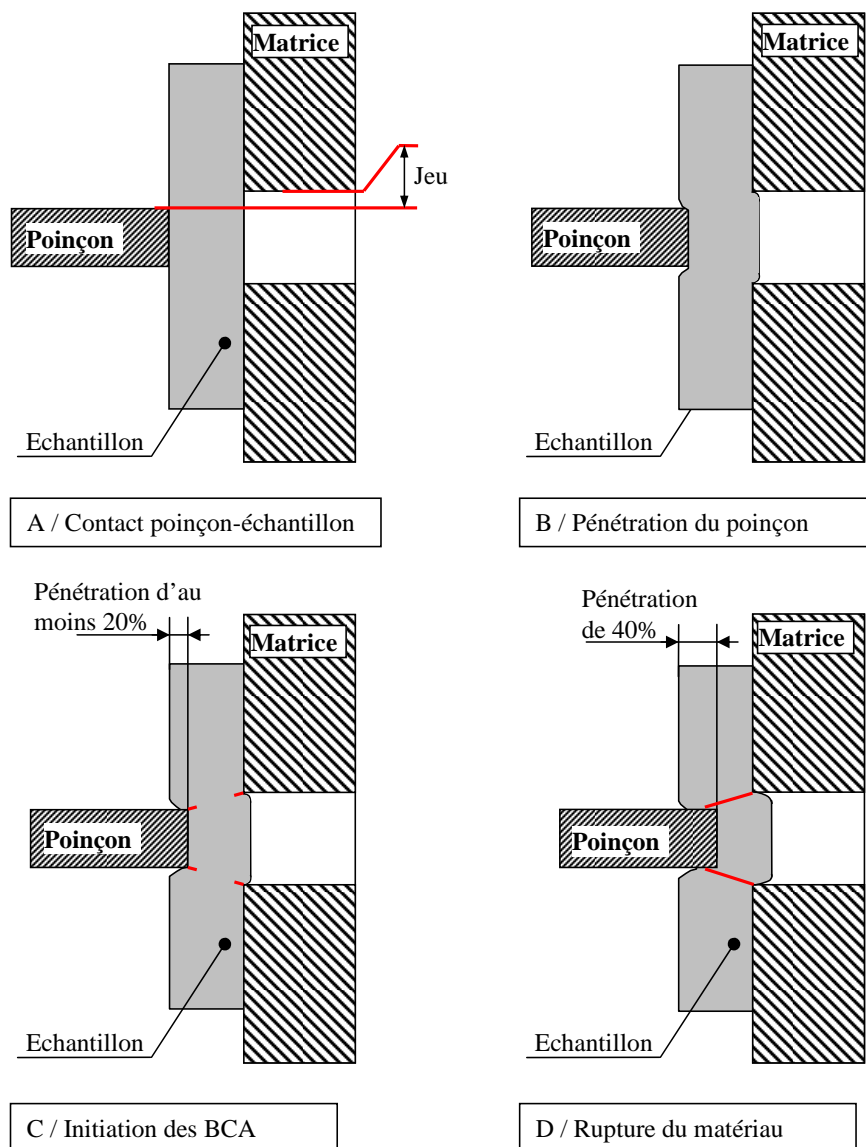 Matrice
Jeu
Poinçon
Echantillon
A / Contact poinçon-échantillon
Matrice
Poinçon
Echantillon
B / Pénétration du poinçon
Pénétration d’au
moins 20%
Matrice
Poinçon
Echantillon
C / Initiation des BCA
Pénétration
de 40%
Matrice
Poinçon
Echantillon
D / Rupture du matériau